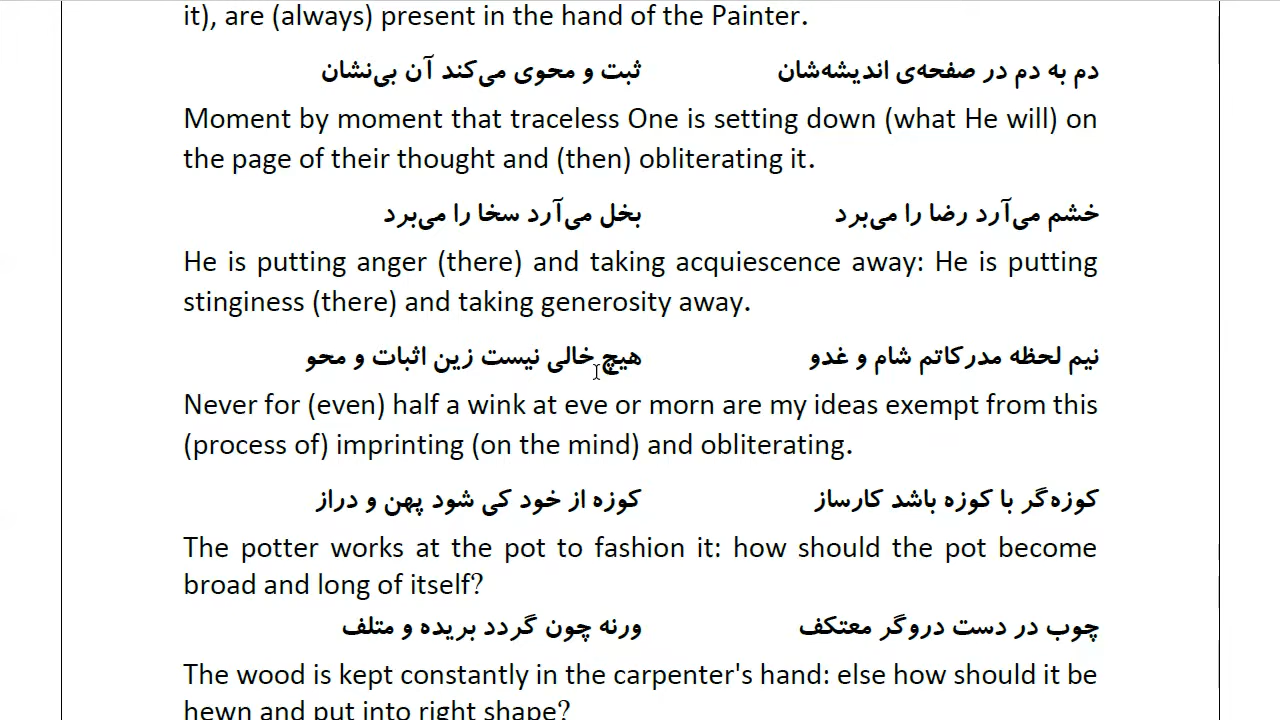 it), are (always) present in the hand of the Painter.
دم به دم در صفحه‌ی اندیشه‌شان ثبت و محوی می‌کند آن بی‌نشان
Moment by moment that traceless One is setting down (what He will) on
the page of their thought and (then) obliterating it.
خشم می‌آرد رضا را می‌برد بخل می‌آرد سخا را می‌برد
He is putting anger (there) and taking acquiescence away: He is putting
stinginess (there) and taking generosity away.
نیم لحظه مدرکاتم شام و غدو هیچ خالی نیست زین اثبات و محو
Never for (even) half a wink at eve or morn are my ideas exempt from this
(process of) imprinting (on the mind) and obliterating.
کوزه‌گر با کوزه باشد کارساز کوزه از خود کی شود پهن و دراز
The potter works at the pot to fashion it: how should the pot become
broad and long of itself?
چوب در دست دروگر معتکف ورنه چون گردد بریده و متلف
The wood is kept constantly in the carpenter's hand: else how should it be
hewn and put into right shape?